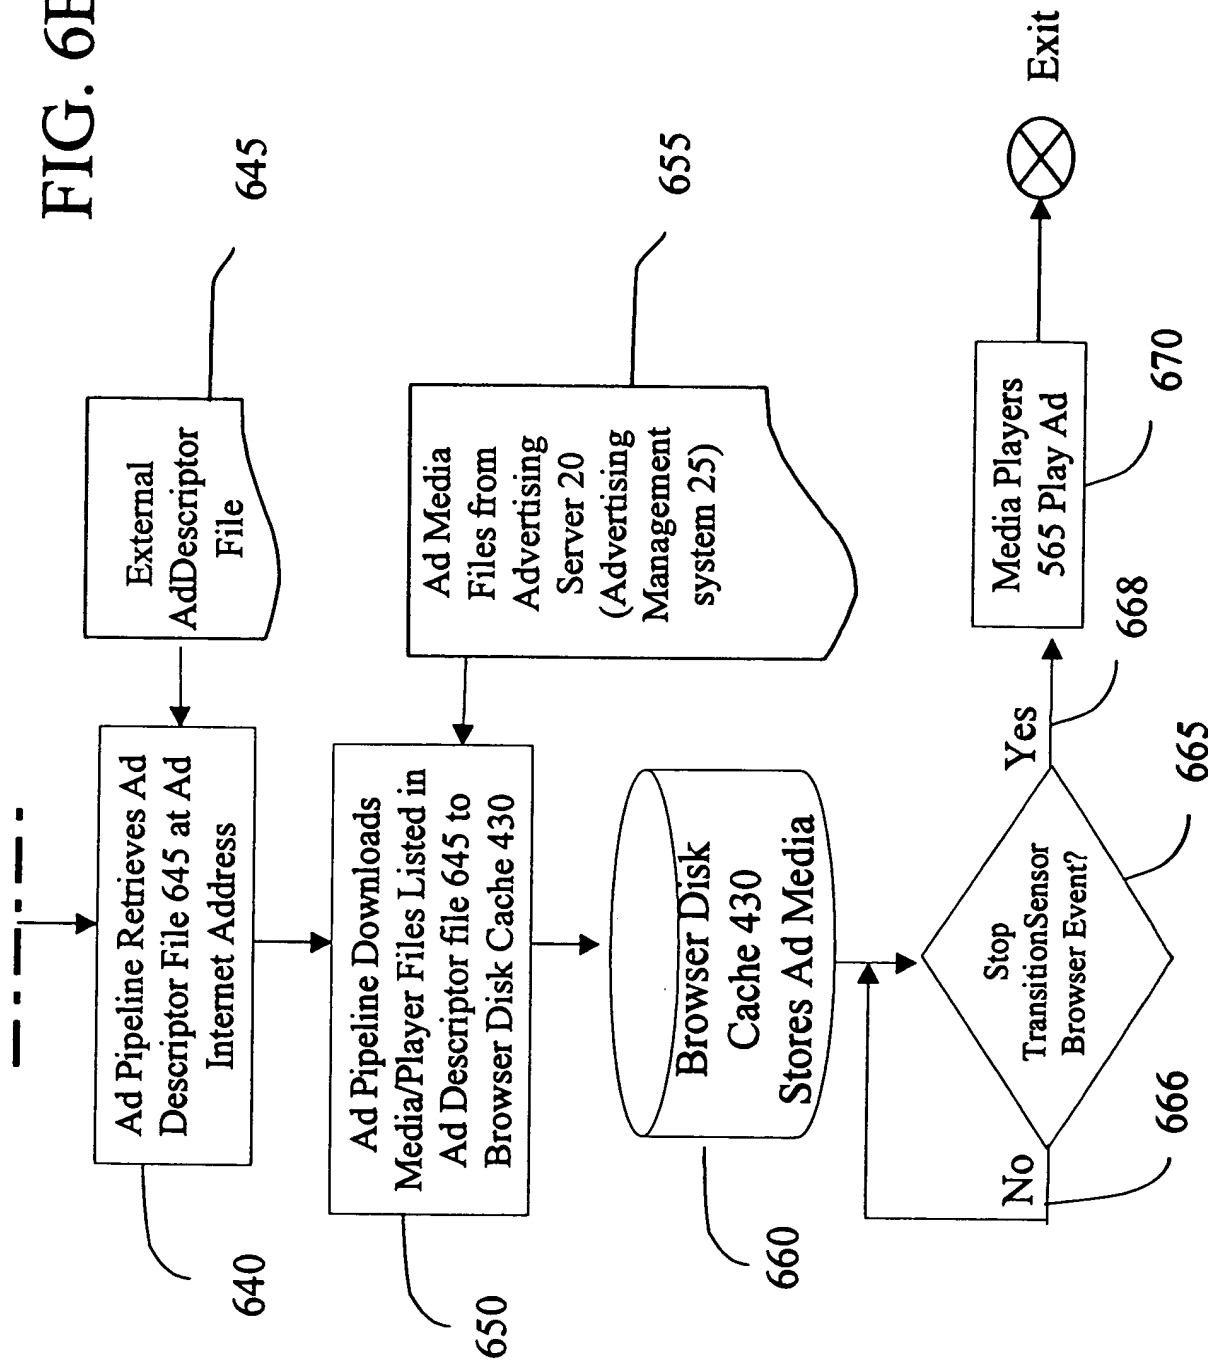 FIG. 6B
External
AdDescriptor
File
645
Ad Pipeline Retrieves Ad
Descriptor File 645 at Ad
Internet Address
640
Ad Media
Files from
Advertising
Server 20
(Advertising
Management
system 25)
655
Ad Pipeline Downloads
Media/Player Files Listed in
Ad Descriptor file 645 to
Browser Disk Cache 430
650
Browser Disk
Cache 430
Stores Ad Media
660
Stop
TransitionSensor
Browser Event?
665
No
666
Yes
668
Media Players
565 Play Ad
670
Exit